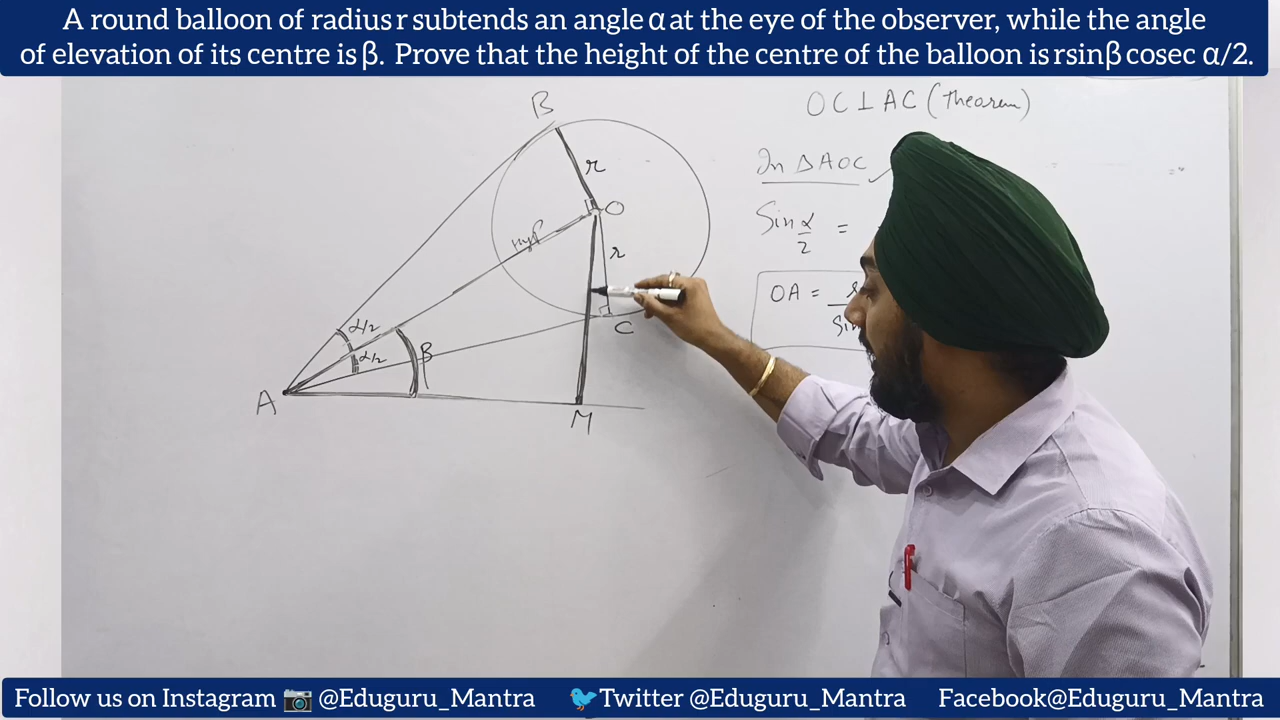 A round balloon of radius r subtends an angle α at the eye of the observer, while the angle
of elevation of its centre is β. Prove that the height of the centre of the balloon is rsinβ cosec α/2.
OC ⊥ AC (Theorem)
B
In △AOC ✓
r
Sin α/2 =
O
hyp
r
OA =
C
α/2
α/2
β
A
M
Follow us on Instagram 📷 @Eduguru_Mantra 🐦Twitter @Eduguru_Mantra Facebook@Eduguru_Mantra